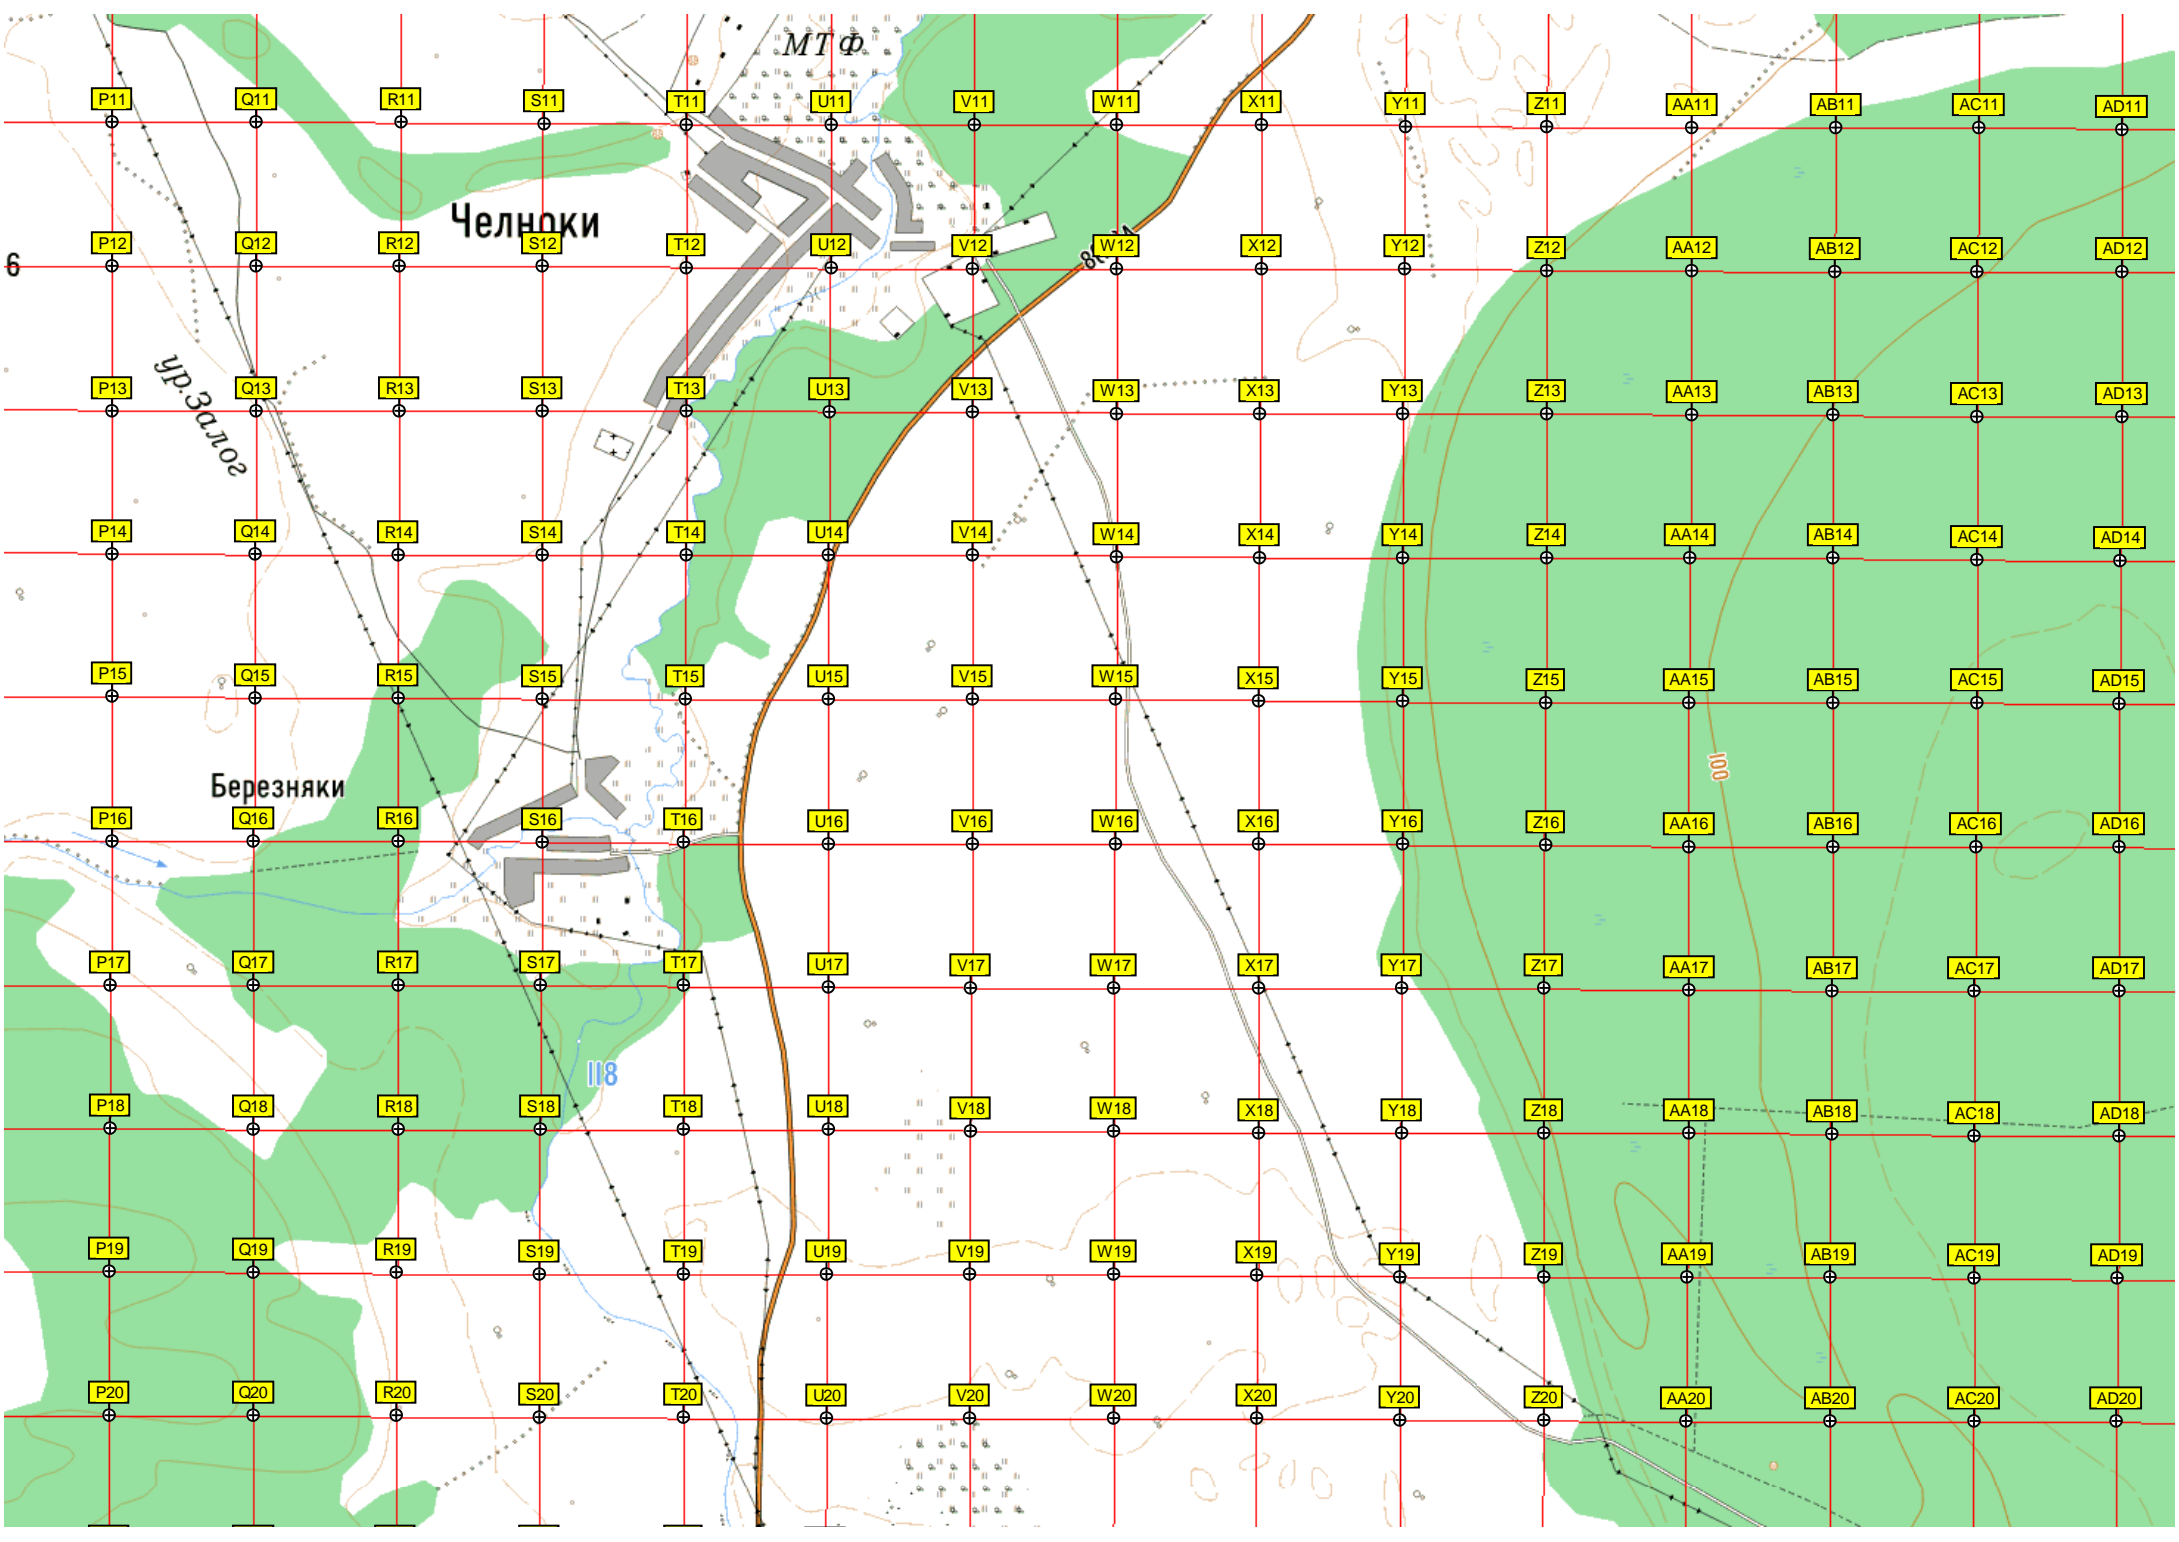 МТФ
P11 Q11 R11 S11 T11 U11 V11 W11 X11 Y11 Z11 AA11 AB11 AC11 AD11
Челноки
P12 Q12 R12 S12 T12 U12 V12 W12 X12 Y12 Z12 AA12 AB12 AC12 AD12
6
ур.Залог
P13 Q13 R13 S13 T13 U13 V13 W13 X13 Y13 Z13 AA13 AB13 AC13 AD13
P14 Q14 R14 S14 T14 U14 V14 W14 X14 Y14 Z14 AA14 AB14 AC14 AD14
P15 Q15 R15 S15 T15 U15 V15 W15 X15 Y15 Z15 AA15 AB15 AC15 AD15
100
Березняки
P16 Q16 R16 S16 T16 U16 V16 W16 X16 Y16 Z16 AA16 AB16 AC16 AD16
P17 Q17 R17 S17 T17 U17 V17 W17 X17 Y17 Z17 AA17 AB17 AC17 AD17
118
P18 Q18 R18 S18 T18 U18 V18 W18 X18 Y18 Z18 AA18 AB18 AC18 AD18
P19 Q19 R19 S19 T19 U19 V19 W19 X19 Y19 Z19 AA19 AB19 AC19 AD19
P20 Q20 R20 S20 T20 U20 V20 W20 X20 Y20 Z20 AA20 AB20 AC20 AD20